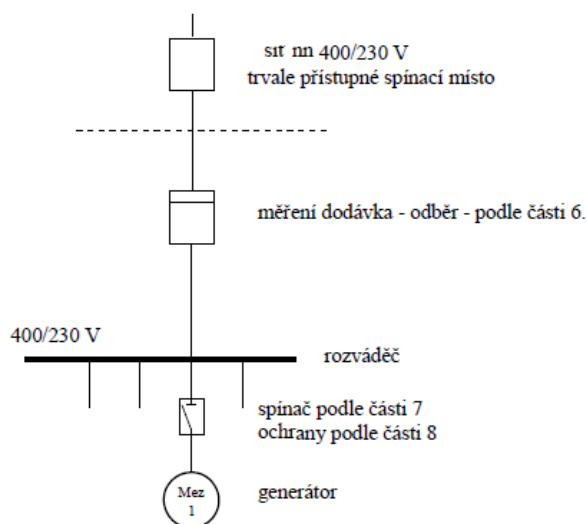 sít nn 400/230 V
trvale přístupné spínací místo
měření dodávka - odběr - podle části 6.
400/230 V
rozváděč
spínač podle části 7
ochrany podle části 8
Mez
1
generátor